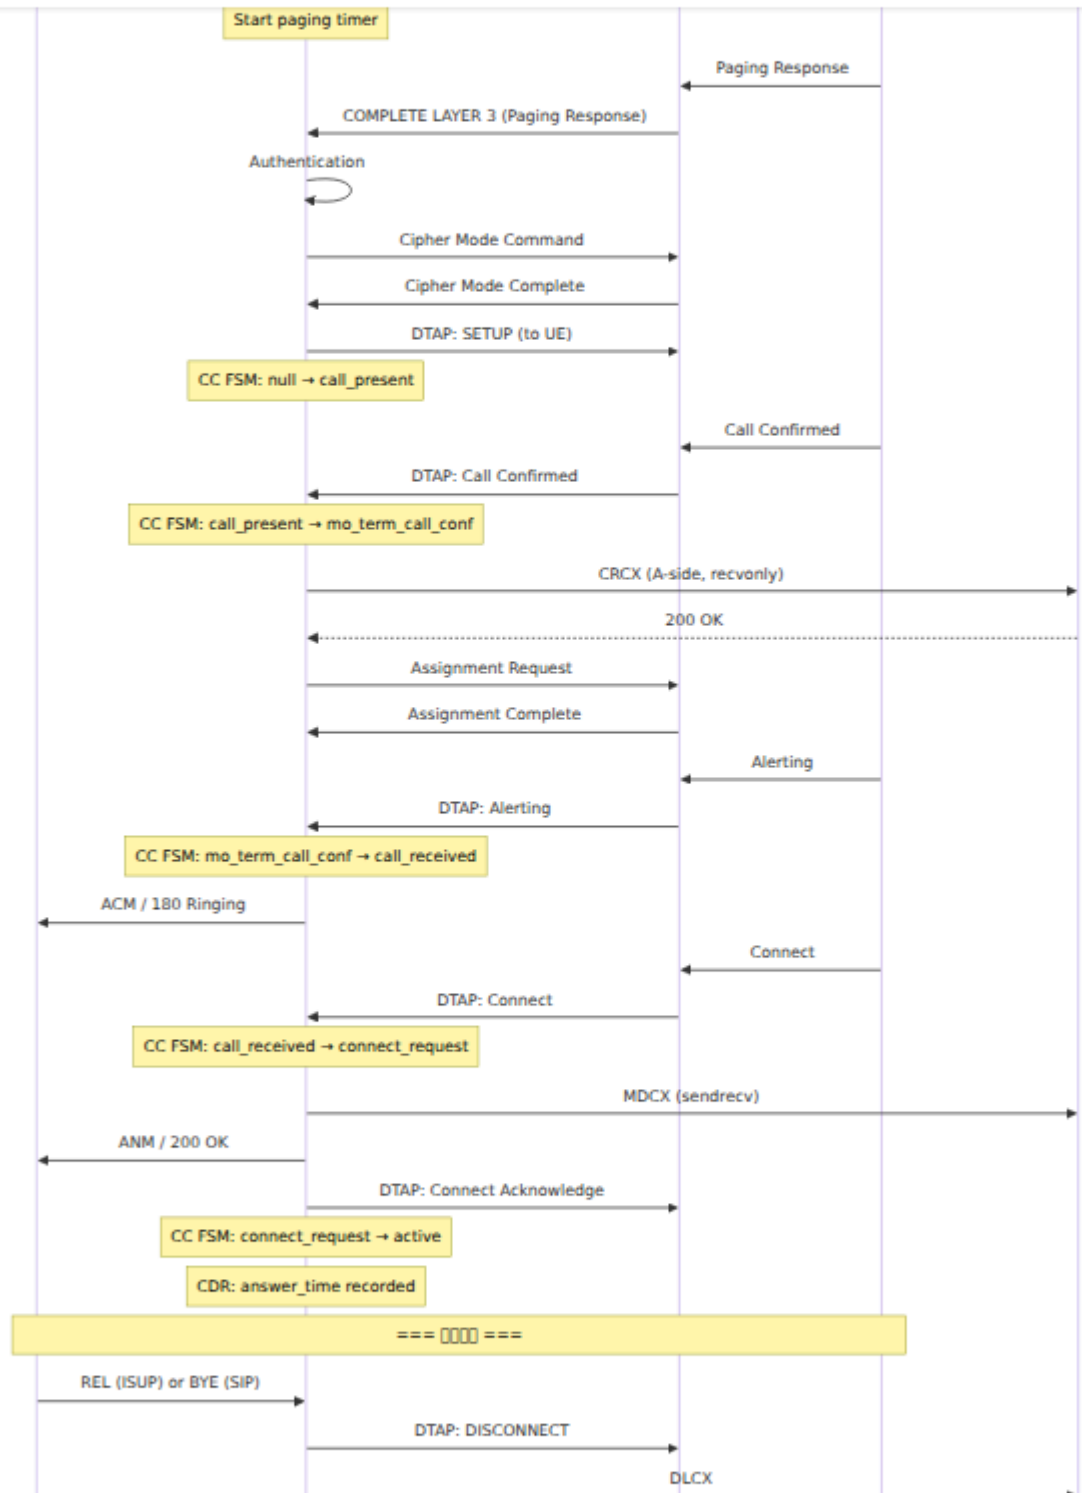 Start paging timer
Paging Response
COMPLETE LAYER 3 (Paging Response)
Authentication
Cipher Mode Command
Cipher Mode Complete
DTAP: SETUP (to UE)
CC FSM: null → call_present
Call Confirmed
DTAP: Call Confirmed
CC FSM: call_present → mo_term_call_conf
CRCX (A-side, recvonly)
200 OK
Assignment Request
Assignment Complete
Alerting
DTAP: Alerting
CC FSM: mo_term_call_conf → call_received
ACM / 180 Ringing
Connect
DTAP: Connect
CC FSM: call_received → connect_request
MDCX (sendrecv)
ANM / 200 OK
DTAP: Connect Acknowledge
CC FSM: connect_request → active
CDR: answer_time recorded
=== ===
REL (ISUP) or BYE (SIP)
DTAP: DISCONNECT
DLCX